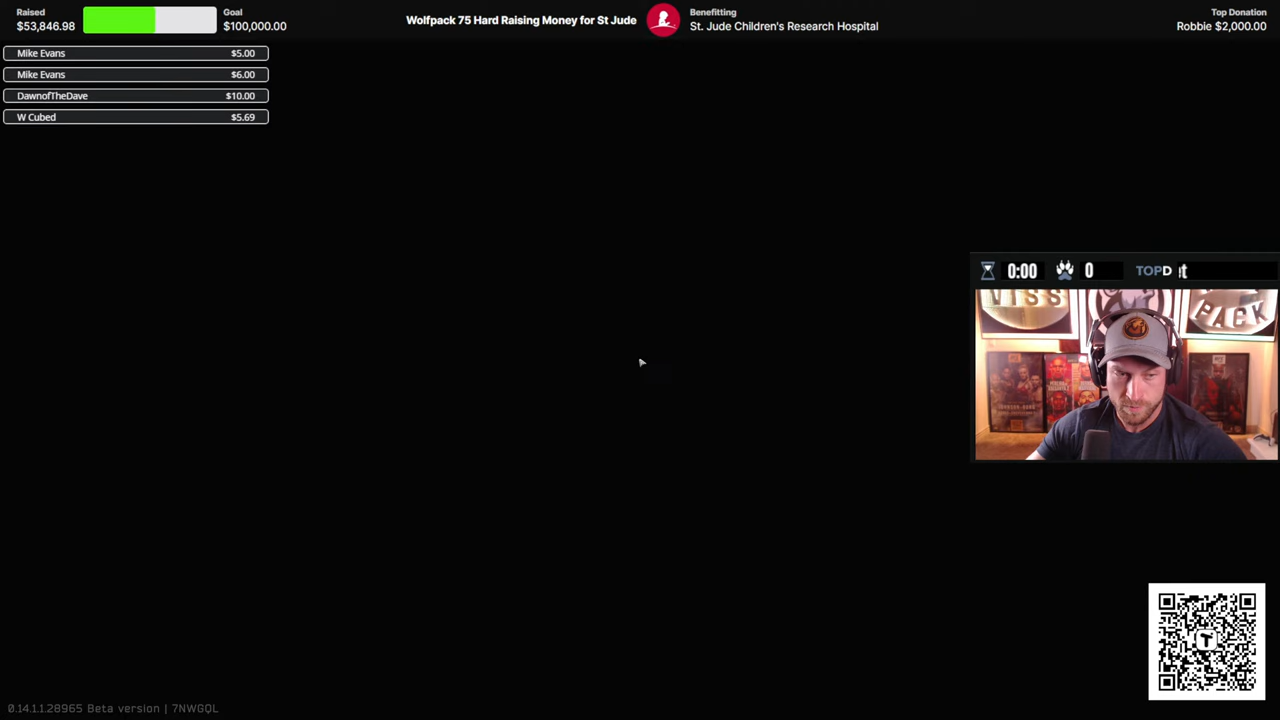 Raised
$53,846.98
Goal
$100,000.00
Wolfpack 75 Hard Raising Money for St Jude
Benefitting
St. Jude Children's Research Hospital
Top Donation
Robbie $2,000.00
Mike Evans $5.00
Mike Evans $6.00
DawnofTheDave $10.00
W Cubed $5.69
0:00
0
TOPD
VISS
PACK
T
0.14.1.1.28965 Beta version | 7NWGQL